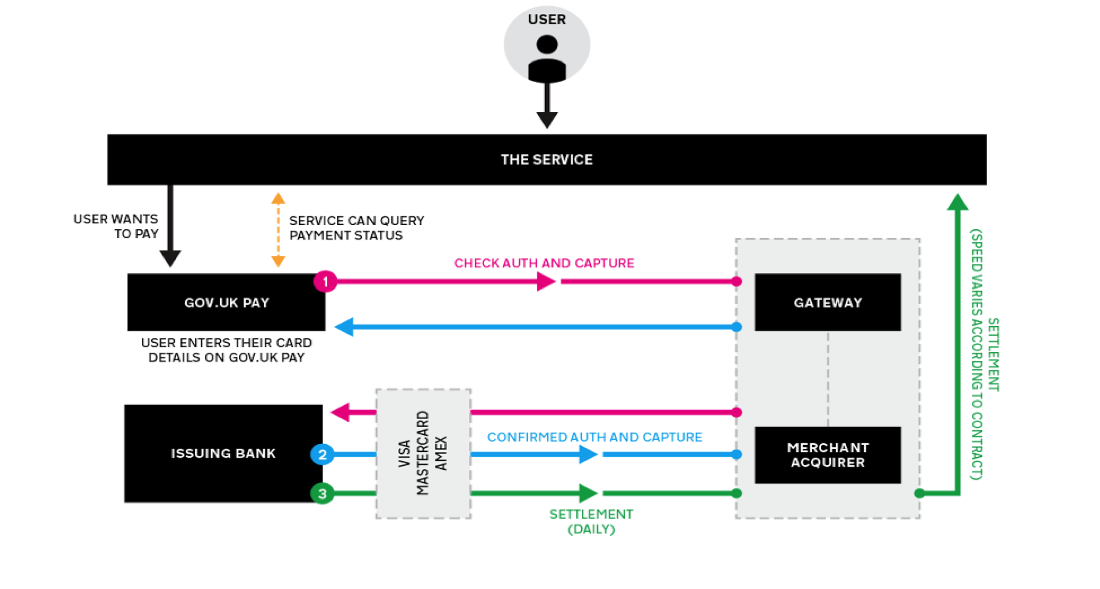 USER
THE SERVICE
USER WANTS
TO PAY
SERVICE CAN QUERY
PAYMENT STATUS
CHECK AUTH AND CAPTURE
1
GOV.UK PAY
GATEWAY
USER ENTERS THEIR CARD
DETAILS ON GOV.UK PAY
SETTLEMENT
(SPEED VARIES ACCORDING TO CONTRACT)
ISSUING BANK
VISA
MASTERCARD
AMEX
2
CONFIRMED AUTH AND CAPTURE
MERCHANT
ACQUIRER
3
SETTLEMENT
(DAILY)